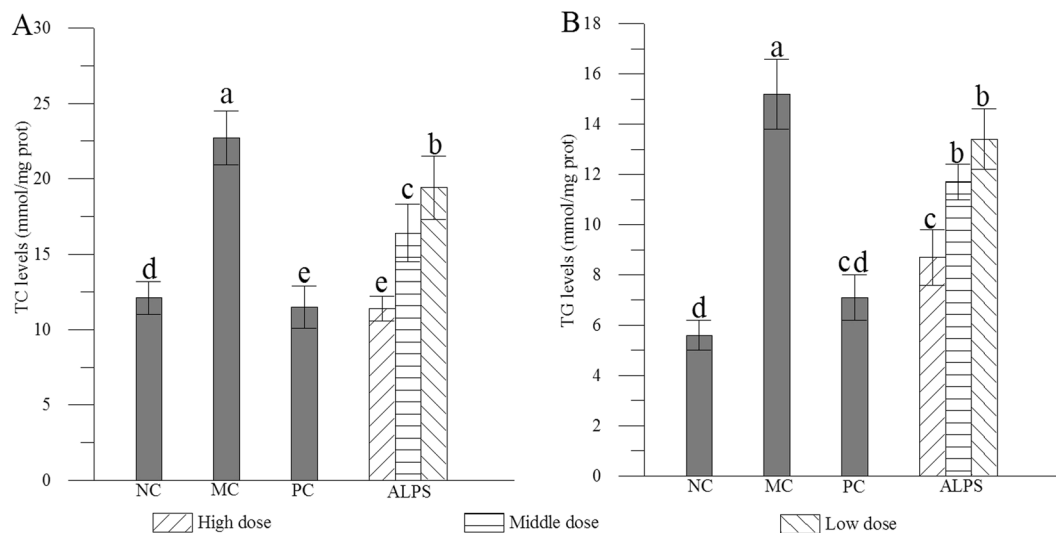 A
TC levels (mmol/mg prot)
30
25
20
15
10
5
0
d
a
e
e
c
b
NC MC PC ALPS
B
TG levels (mmol/mg prot)
18
16
14
12
10
8
6
4
2
0
d
a
cd
c
b
b
NC MC PC ALPS
High dose Middle dose Low dose